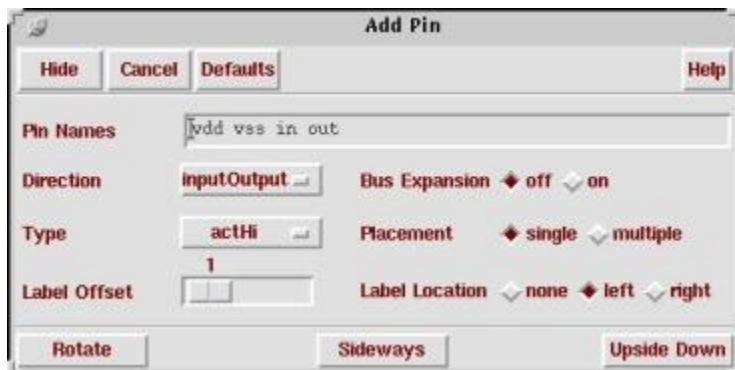 Add Pin
Hide Cancel Defaults Help
Pin Names vdd vss in out
Direction inputOutput Bus Expansion off on
Type actHi Placement single multiple
1
Label Offset Label Location none left right
Rotate Sideways Upside Down